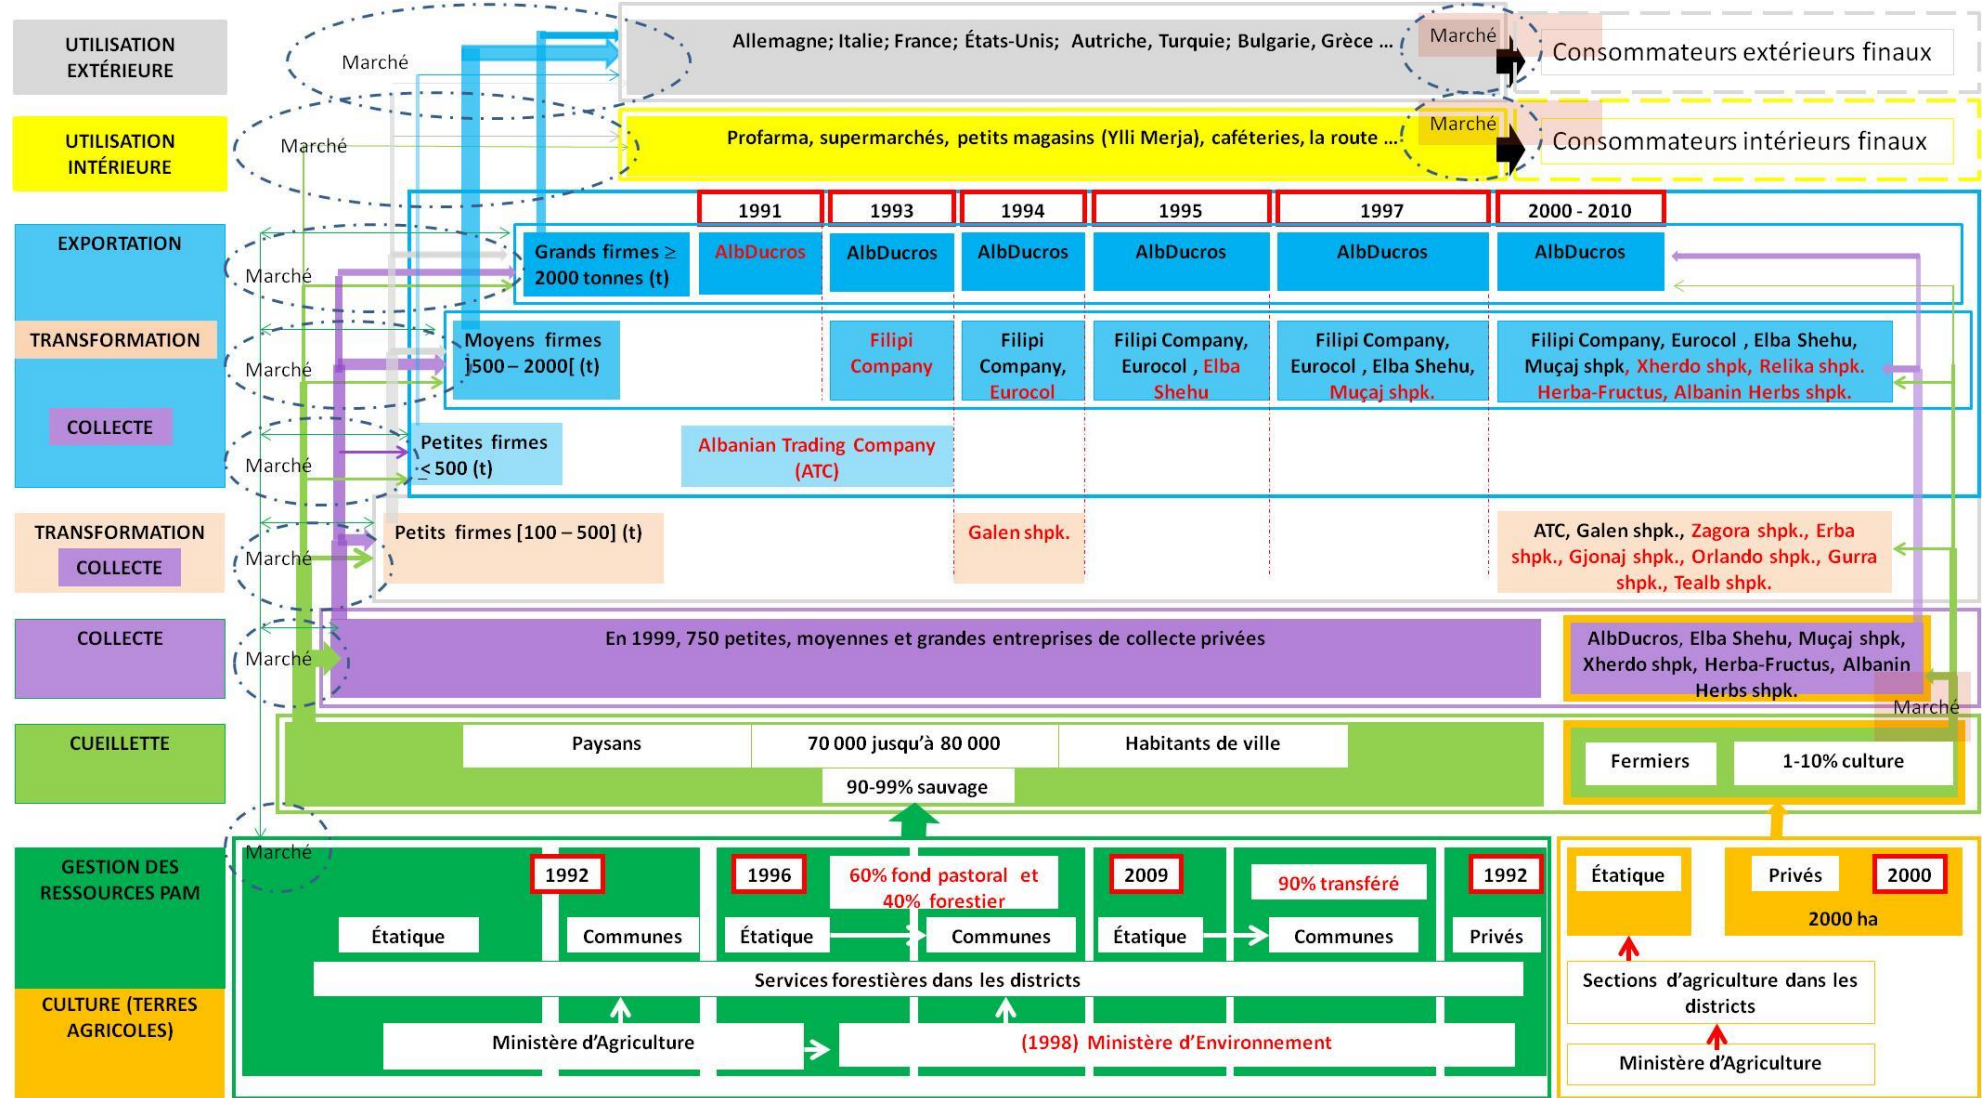 UTILISATION
EXTÉRIEURE
Marché
Allemagne; Italie; France; États-Unis; Autriche, Turquie; Bulgarie, Grèce ...
Marché
Consommateurs extérieurs finaux
UTILISATION
INTÉRIEURE
Marché
Profarma, supermarchés, petits magasins (Ylli Merja), caféteries, la route ...
Marché
Consommateurs intérieurs finaux
1991
1993
1994
1995
1997
2000 - 2010
EXPORTATION
Marché
Grands firmes ≥
2000 tonnes (t)
AlbDucros
AlbDucros
AlbDucros
AlbDucros
AlbDucros
AlbDucros
TRANSFORMATION
Marché
Moyens firmes
]500 – 2000[ (t)
Filipi
Company
Filipi
Company,
Eurocol
Filipi Company,
Eurocol , Elba
Shehu
Filipi Company,
Eurocol , Elba Shehu,
Muçaj shpk.
Filipi Company, Eurocol , Elba Shehu,
Muçaj shpk, Xherdo shpk, Relika shpk.
Herba-Fructus, Albanin Herbs shpk.
COLLECTE
Marché
Petites firmes
≤ 500 (t)
Albanian Trading Company
(ATC)
TRANSFORMATION
COLLECTE
Marché
Petits firmes [100 – 500] (t)
Galen shpk.
ATC, Galen shpk., Zagora shpk., Erba
shpk., Gjonaj shpk., Orlando shpk., Gurra
shpk., Tealb shpk.
COLLECTE
Marché
En 1999, 750 petites, moyennes et grandes entreprises de collecte privées
AlbDucros, Elba Shehu, Muçaj shpk,
Xherdo shpk, Herba-Fructus, Albanin
Herbs shpk.
Marché
CUEILLETTE
Paysans
70 000 jusqu'à 80 000
Habitants de ville
90-99% sauvage
Fermiers
1-10% culture
Marché
GESTION DES
RESSOURCES PAM
1992
1996
60% fond pastoral et
40% forestier
2009
90% transféré
1992
Étatique
Communes
Étatique
Communes
Étatique
Communes
Privés
Étatique
Privés
2000
2000 ha
Services forestières dans les districts
Sections d'agriculture dans les
districts
CULTURE (TERRES
AGRICOLES)
Ministère d'Agriculture
(1998) Ministère d'Environnement
Ministère d'Agriculture